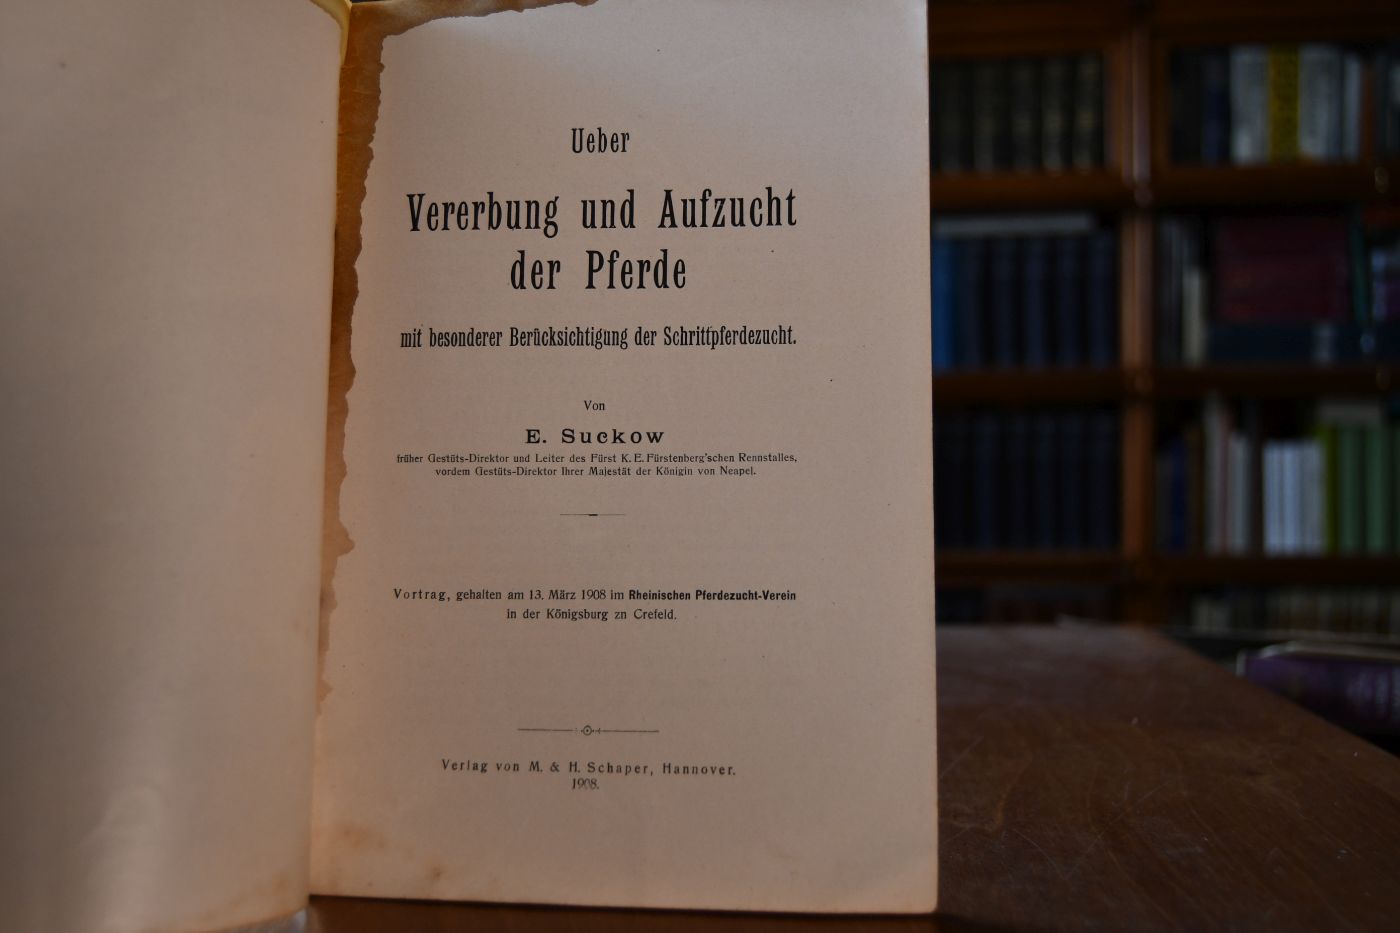 Ueber
Vererbung und Aufzucht
der Pferde
mit besonderer Berücksichtigung der Schrittpferdezucht.
Von
E. Suckow
früher Gestüts-Direktor und Leiter des Fürst K. E. Fürstenberg'schen Rennstalles,
vordem Gestüts-Direktor Ihrer Majestät der Königin von Neapel.
Vortrag, gehalten am 13. März 1908 im Rheinischen Pferdezucht-Verein
in der Königsburg zn Crefeld.
Verlag von M. & H. Schaper, Hannover.
1908.